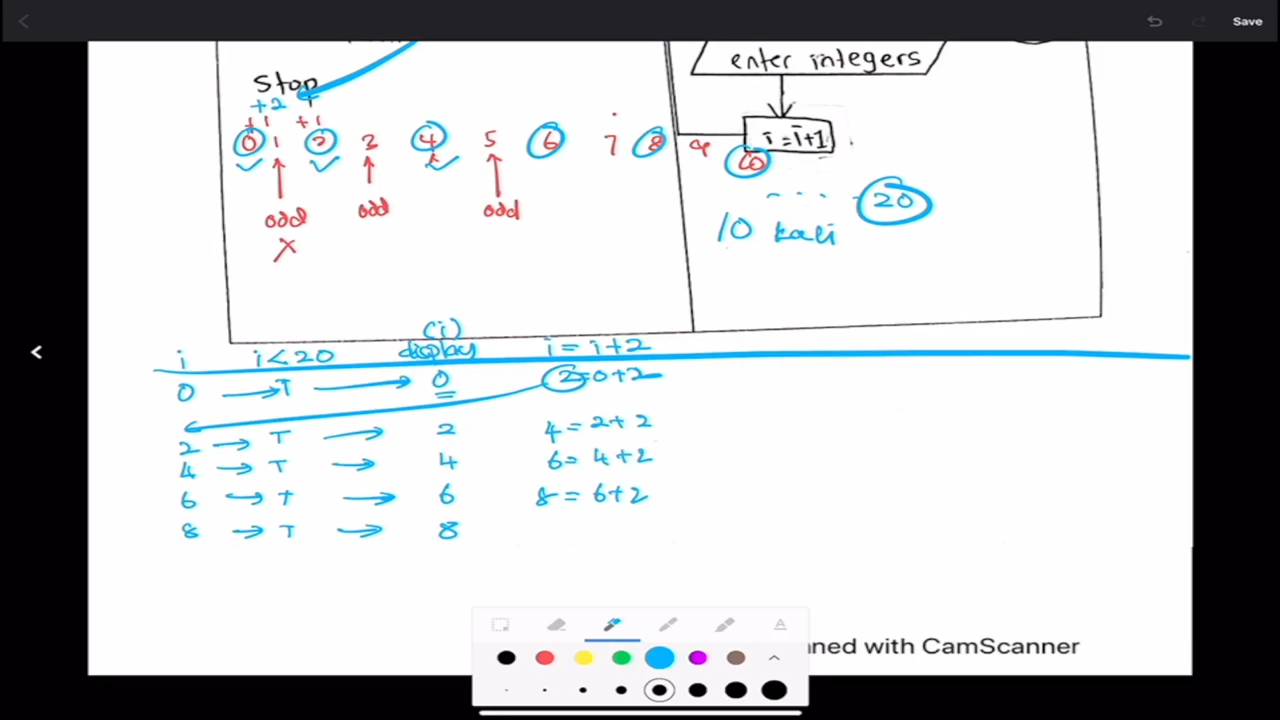 Save
enter integers
Stop
+2
+1 +1
0 1 2 3 4 5 6 7 8 9 10
i = i+1
odd odd odd
X
... 20
10 kali
(i)
i i<20 display i = i+2
0 → T → 0 2=0+2
2 → T → 2 4=2+2
4 → T → 4 6=4+2
6 → T → 6 8=6+2
8 → T → 8
nned with CamScanner